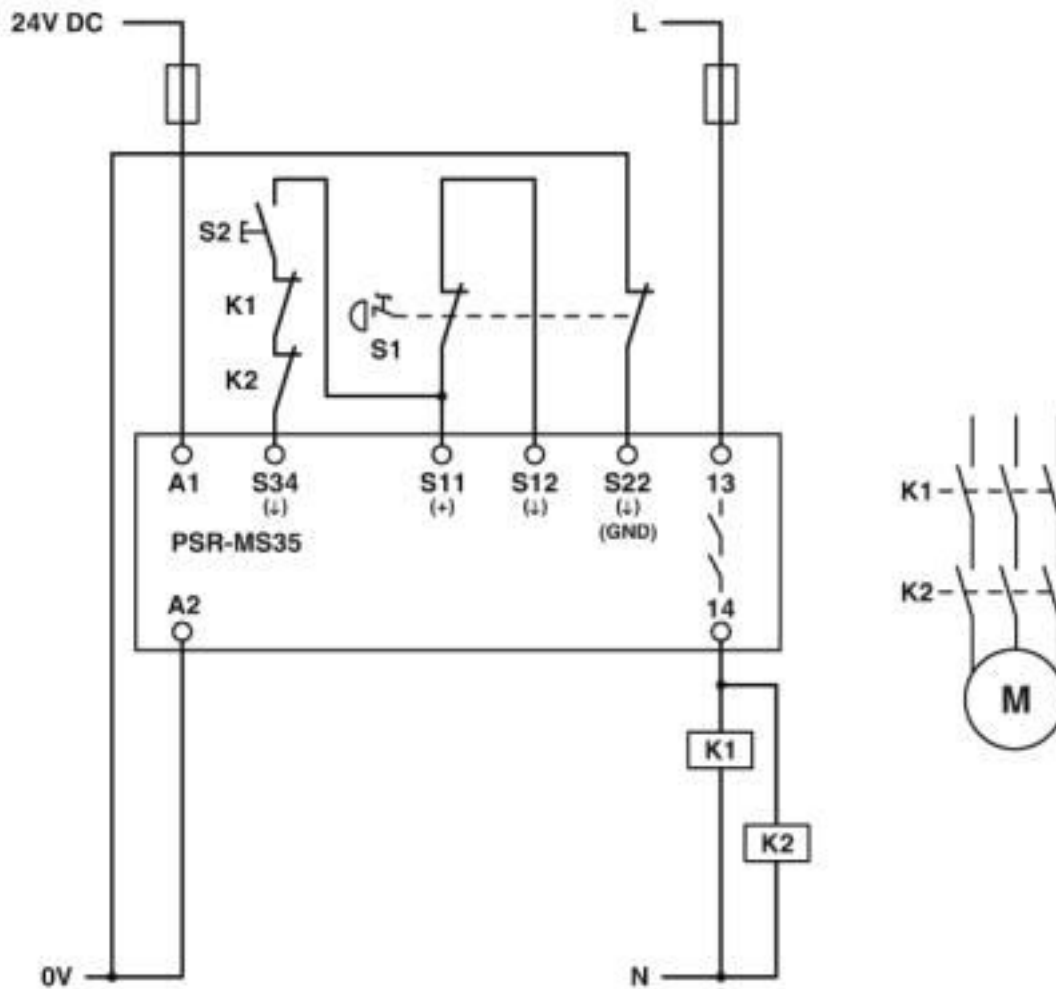 24V DC
L
S2
K1
S1
K2
A1 S34 S11 S12 S22 13
(↓) (+) (↓) (↓)
(GND)
PSR-MS35
A2
14
K1
K2
0V
N
K1
K2
M